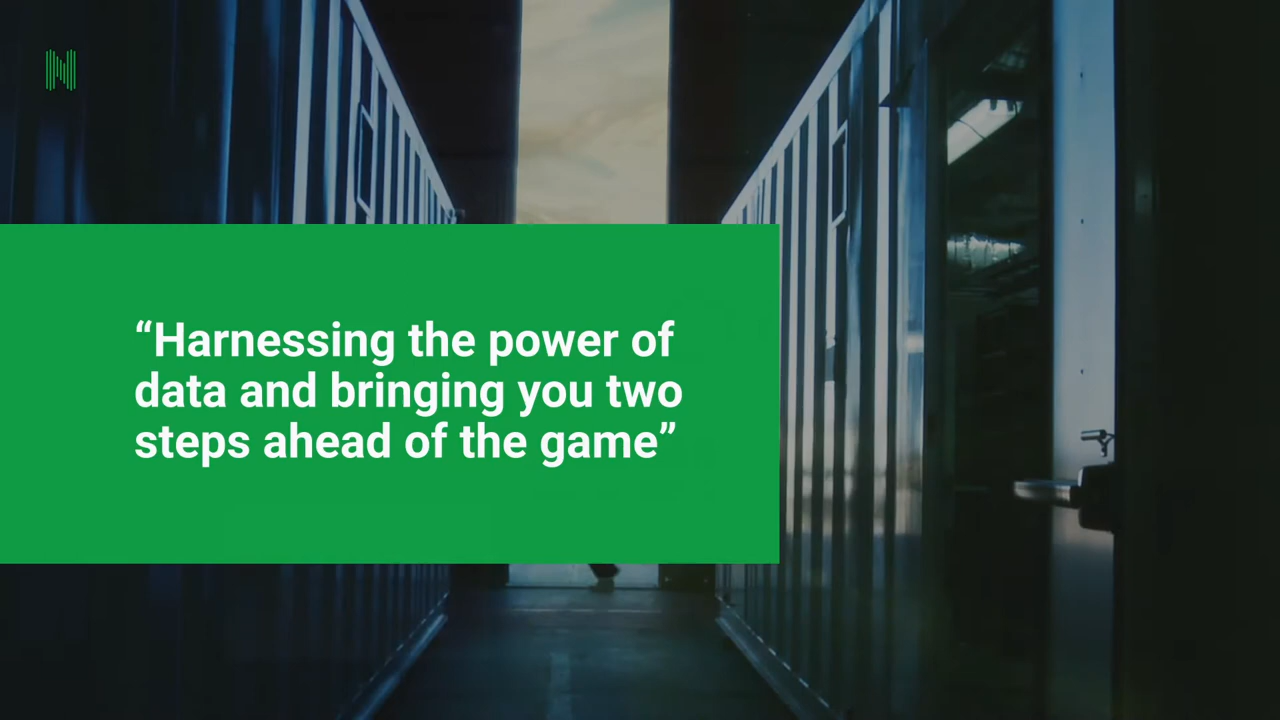 “Harnessing the power of
data and bringing you two
steps ahead of the game”